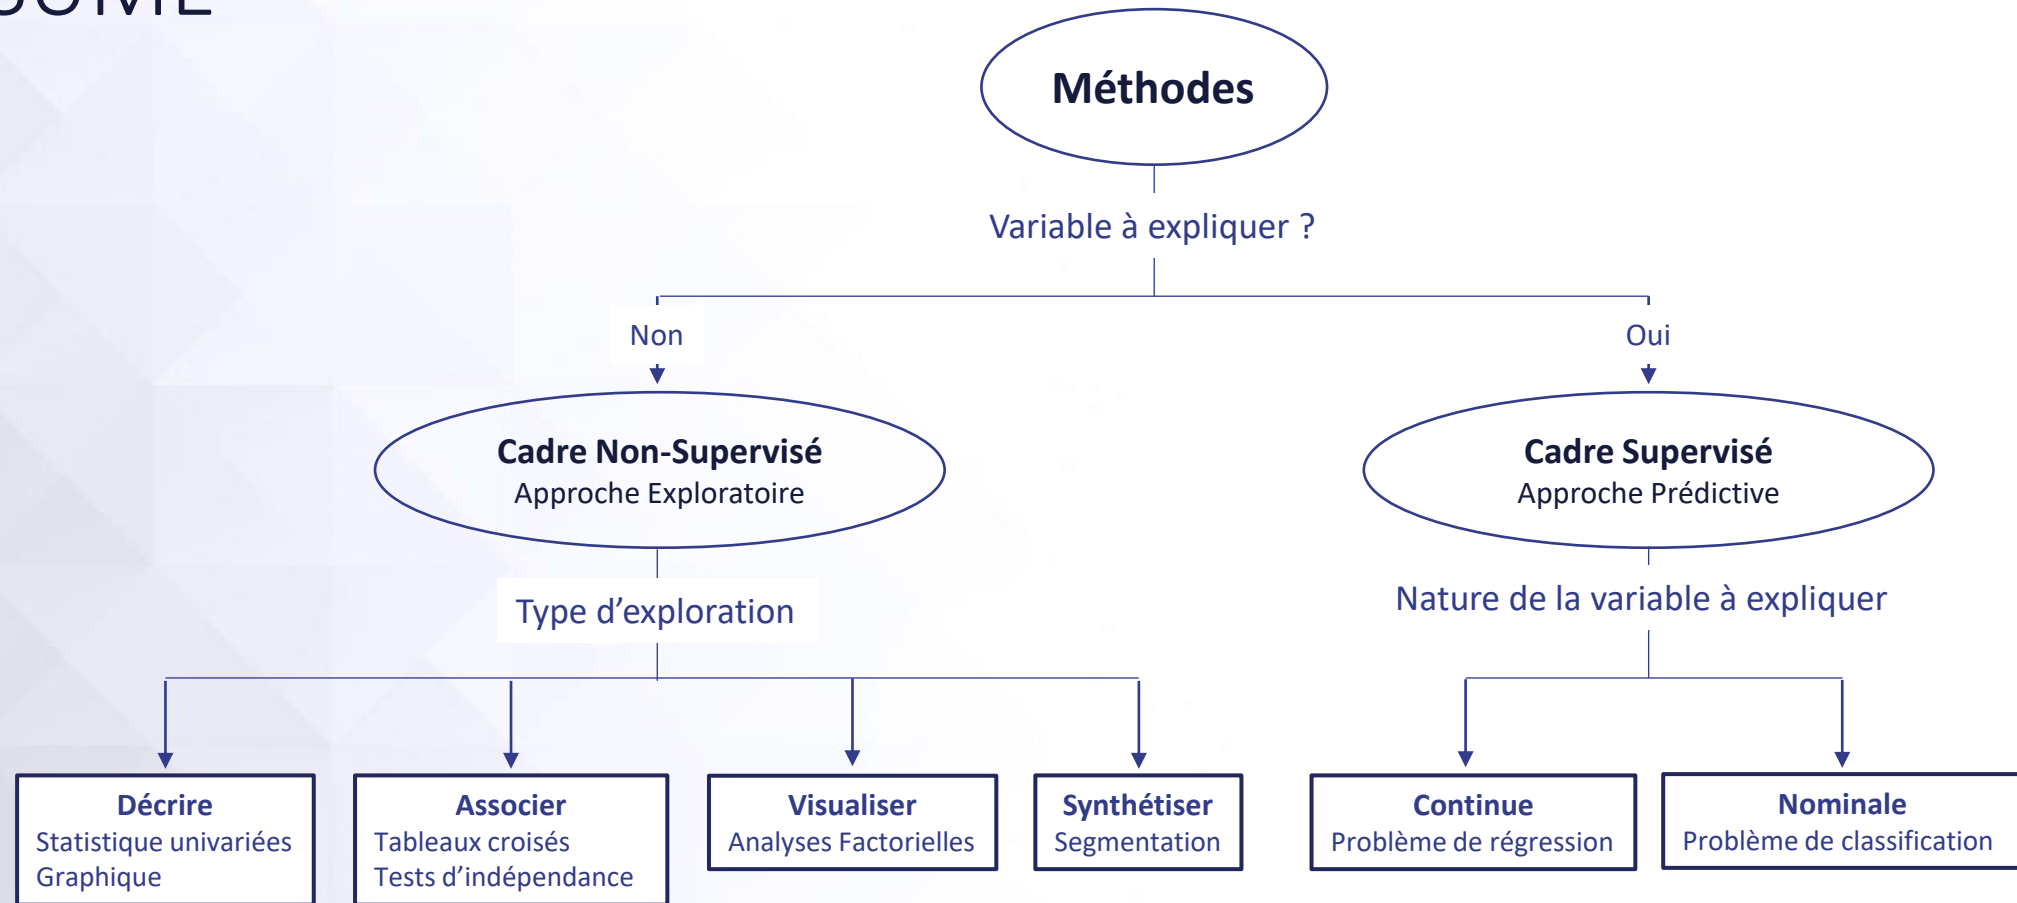 Méthodes
Variable à expliquer ?
Non
Oui
Cadre Non-Supervisé
Approche Exploratoire
Cadre Supervisé
Approche Prédictive
Type d’exploration
Nature de la variable à expliquer
Décrire
Statistique univariées
Graphique
Associer
Tableaux croisés
Tests d’indépendance
Visualiser
Analyses Factorielles
Synthétiser
Segmentation
Continue
Problème de régression
Nominale
Problème de classification